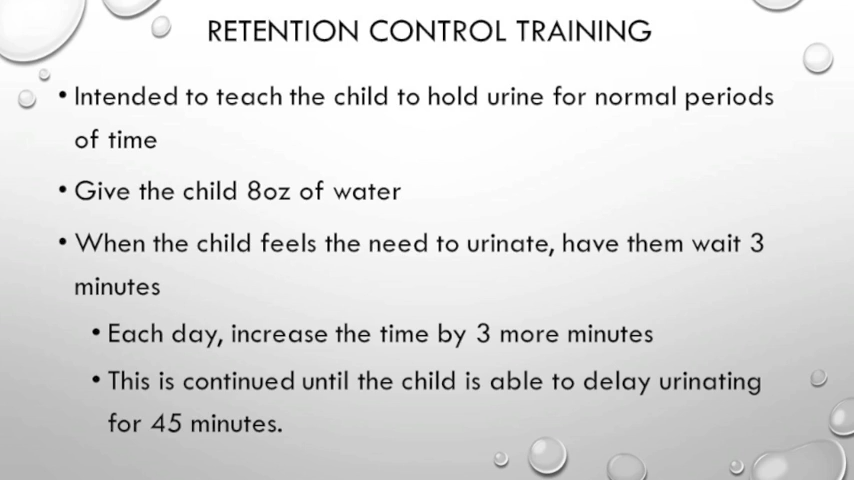 RETENTION CONTROL TRAINING
• Intended to teach the child to hold urine for normal periods
of time
• Give the child 8oz of water
• When the child feels the need to urinate, have them wait 3
minutes
• Each day, increase the time by 3 more minutes
• This is continued until the child is able to delay urinating
for 45 minutes.